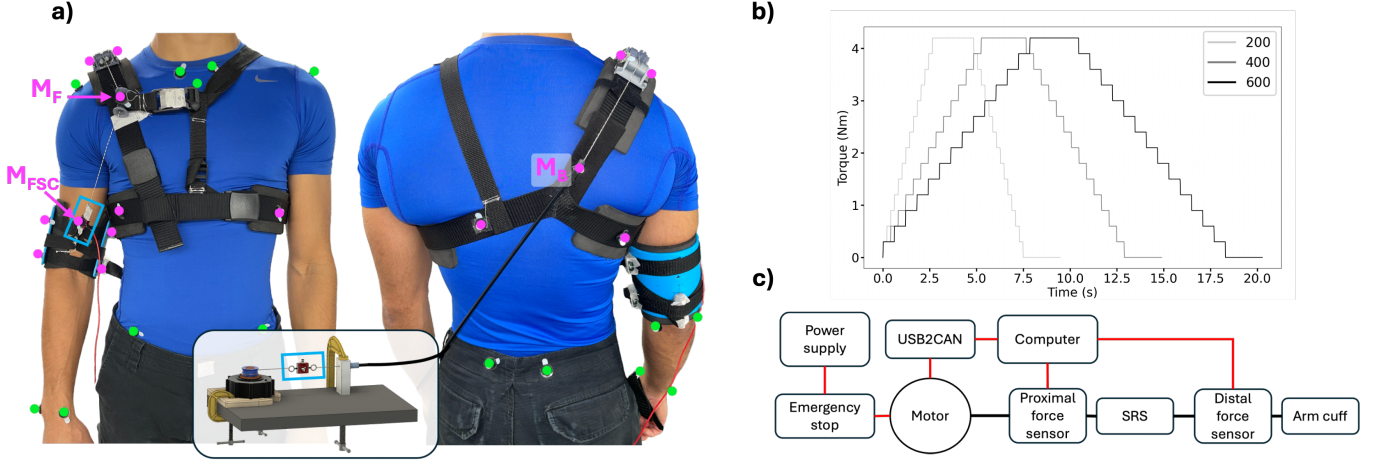 a)
M_F
M_FSC
M_B
b)
200
400
600
4
3
2
1
0
Torque (Nm)
0.0 2.5 5.0 7.5 10.0 12.5 15.0 17.5 20.0
Time (s)
c)
Power
supply
USB2CAN
Computer
Emergency
stop
Motor
Proximal
force
sensor
SRS
Distal
force
sensor
Arm cuff